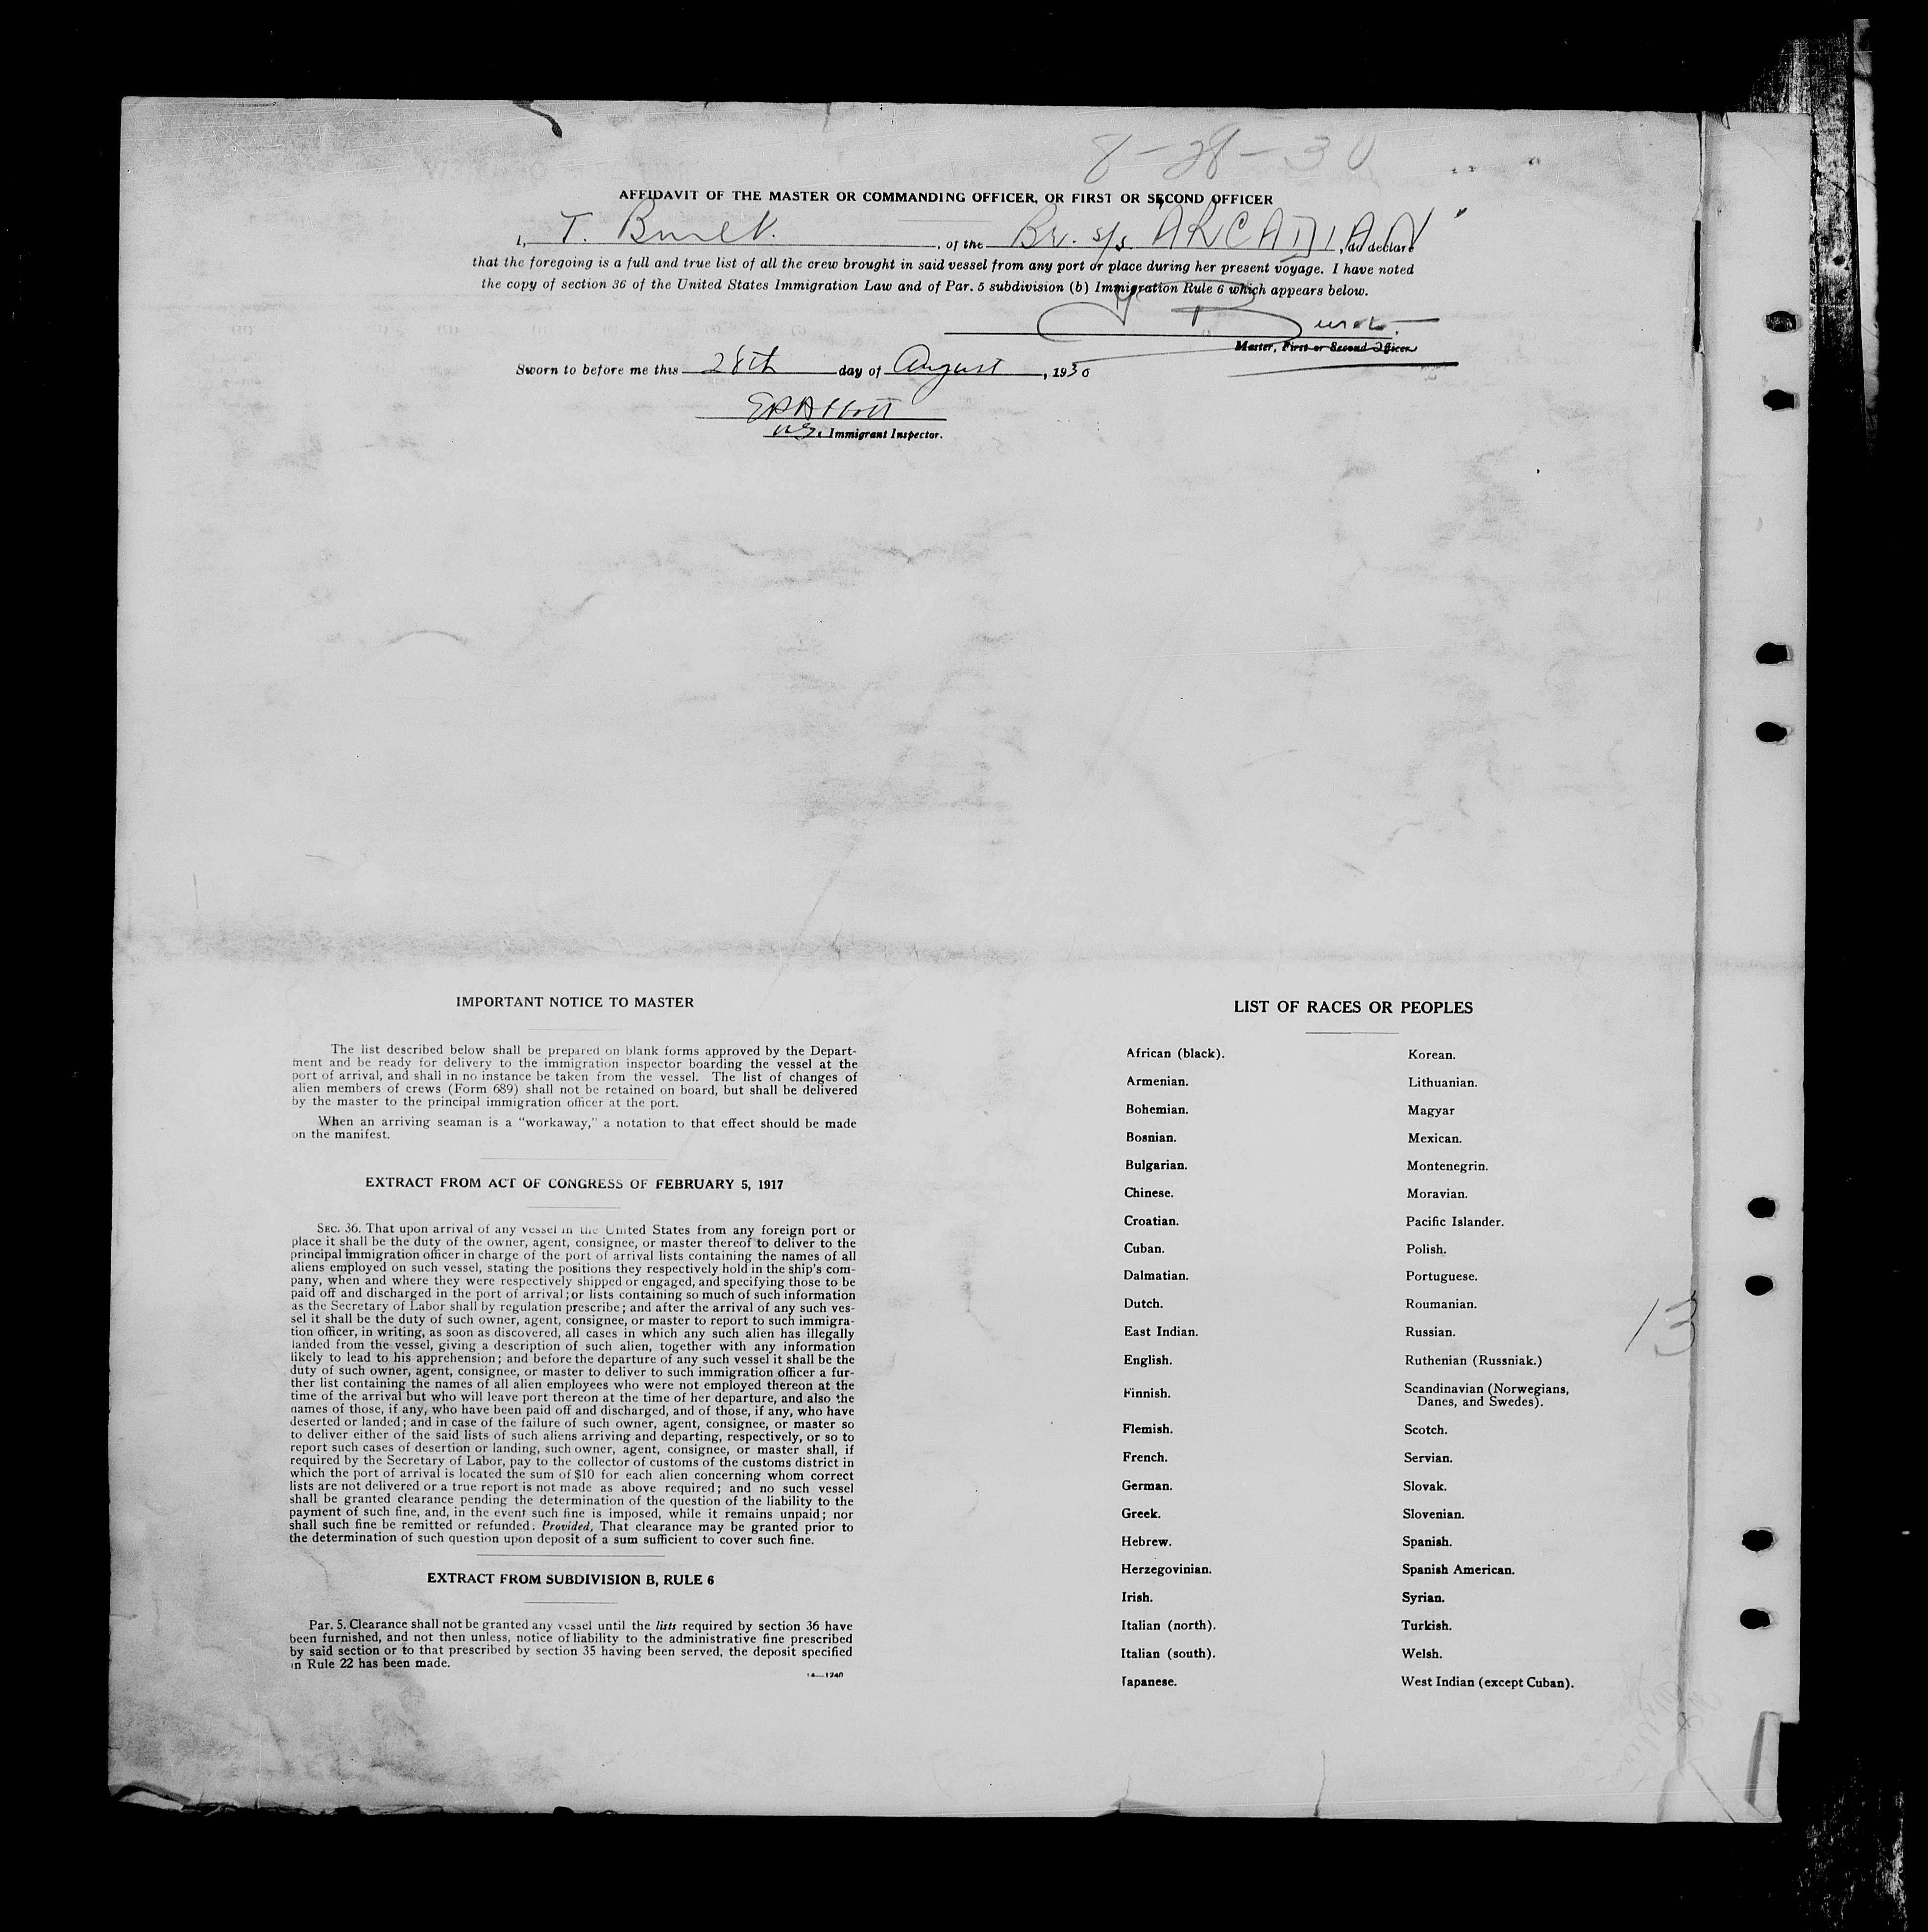 8-28-30
AFFIDAVIT OF THE MASTER OR COMMANDING OFFICER, OR FIRST OR SECOND OFFICER
I, T. , of the Br. s/s. "ARCADIAN", do declare
that the foregoing is a full and true list of all the crew brought in said vessel from any port or place during her present voyage. I have noted
the copy of section 36 of the United States Immigration Law and of Par. 5 subdivision (b) Immigration Rule 6 which appears below.
Master, First or Second Officer
Sworn to before me this 28th day of August, 1930
U.S. Immigrant Inspector.
IMPORTANT NOTICE TO MASTER
The list described below shall be prepared on blank forms approved by the Depart-
ment and be ready for delivery to the immigration inspector boarding the vessel at the
port of arrival, and shall in no instance be taken from the vessel. The list of changes of
alien members of crews (Form 689) shall not be retained on board, but shall be delivered
by the master to the principal immigration officer at the port.
When an arriving seaman is a "workaway," a notation to that effect should be made
on the manifest.
EXTRACT FROM ACT OF CONGRESS OF FEBRUARY 5, 1917
SEC. 36. That upon arrival of any vessel in the United States from any foreign port or
place it shall be the duty of the owner, agent, consignee, or master thereof to deliver to the
principal immigration officer in charge of the port of arrival lists containing the names of all
aliens employed on such vessel, stating the positions they respectively hold in the ship's com-
pany, when and where they were respectively shipped or engaged, and specifying those to be
paid off and discharged in the port of arrival; or lists containing so much of such information
as the Secretary of Labor shall by regulation prescribe; and after the arrival of any such ves-
sel it shall be the duty of such owner, agent, consignee, or master to report to such immigra-
tion officer, in writing, as soon as discovered, all cases in which any such alien has illegally
landed from the vessel, giving a description of such alien, together with any information
likely to lead to his apprehension; and before the departure of any such vessel it shall be the
duty of such owner, agent, consignee, or master to deliver to such immigration officer a fur-
ther list containing the names of all alien employees who were not employed thereon at the
time of the arrival but who will leave port thereon at the time of her departure, and also the
names of those, if any, who have been paid off and discharged, and of those, if any, who have
deserted or landed; and in case of the failure of such owner, agent, consignee, or master so
to deliver either of the said lists of such aliens arriving and departing, respectively, or so to
report such cases of desertion or landing, such owner, agent, consignee, or master shall, if
required by the Secretary of Labor, pay to the collector of customs of the customs district in
which the port of arrival is located the sum of $10 for each alien concerning whom correct
lists are not delivered or a true report is not made as above required; and no such vessel
shall be granted clearance pending the determination of the question of the liability to the
payment of such fine, and, in the event such fine is imposed, while it remains unpaid; nor
shall such fine be remitted or refunded: Provided, That clearance may be granted prior to
the determination of such question upon deposit of a sum sufficient to cover such fine.
EXTRACT FROM SUBDIVISION B, RULE 6
Par. 5. Clearance shall not be granted any vessel until the lists required by section 36 have
been furnished, and not then unless, notice of liability to the administrative fine prescribed
by said section or to that prescribed by section 35 having been served, the deposit specified
in Rule 22 has been made.
14—1240
LIST OF RACES OR PEOPLES
African (black).
Armenian.
Bohemian.
Bosnian.
Bulgarian.
Chinese.
Croatian.
Cuban.
Dalmatian.
Dutch.
East Indian.
English.
Finnish.
Flemish.
French.
German.
Greek.
Hebrew.
Herzegovinian.
Irish.
Italian (north).
Italian (south).
Japanese.
Korean.
Lithuanian.
Magyar
Mexican.
Montenegrin.
Moravian.
Pacific Islander.
Polish.
Portuguese.
Roumanian.
Russian.
Ruthenian (Russniak.)
Scandinavian (Norwegians,
Danes, and Swedes).
Scotch.
Servian.
Slovak.
Slovenian.
Spanish.
Spanish American.
Syrian.
Turkish.
Welsh.
West Indian (except Cuban).
13